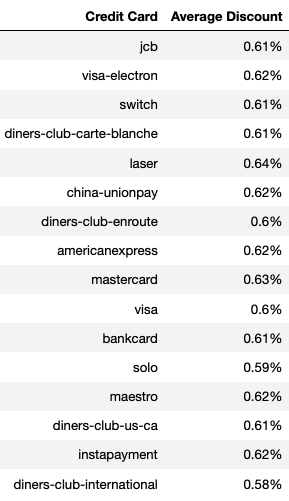 Credit Card Average Discount
jcb 0.61%
visa-electron 0.62%
switch 0.61%
diners-club-carte-blanche 0.61%
laser 0.64%
china-unionpay 0.62%
diners-club-enroute 0.6%
americanexpress 0.62%
mastercard 0.63%
visa 0.6%
bankcard 0.61%
solo 0.59%
maestro 0.62%
diners-club-us-ca 0.61%
instapayment 0.62%
diners-club-international 0.58%